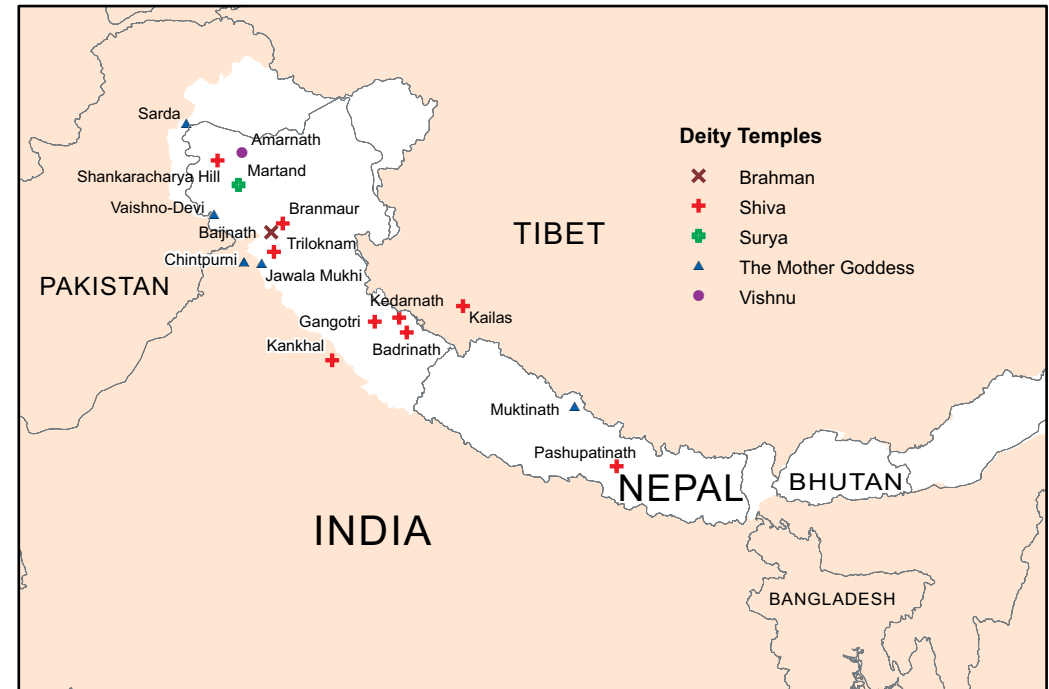 Sarda
Amarnath
Martand
Shankaracharya Hill
Vaishno-Devi
Branmaur
Baijnath
Triloknam
Chintpurni
Jawala Mukhi
PAKISTAN
TIBET
Kedarnath
Kailas
Gangotri
Badrinath
Kankhal
Muktinath
Pashupatinath
NEPAL
BHUTAN
INDIA
BANGLADESH
Deity Temples
Brahman
Shiva
Surya
The Mother Goddess
Vishnu